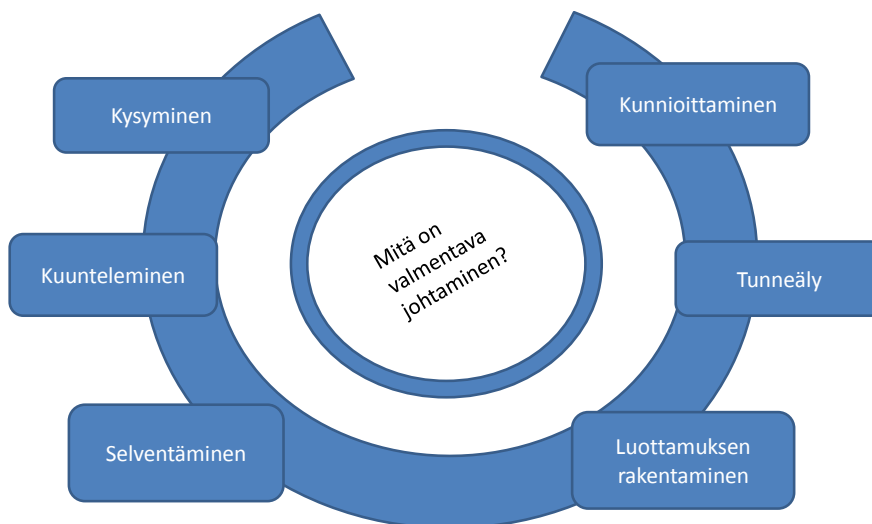 Kysyminen
Kunnioittaminen
Mitä on
valmentava
johtaminen?
Kuunteleminen
Tunneäly
Selventäminen
Luottamuksen
rakentaminen